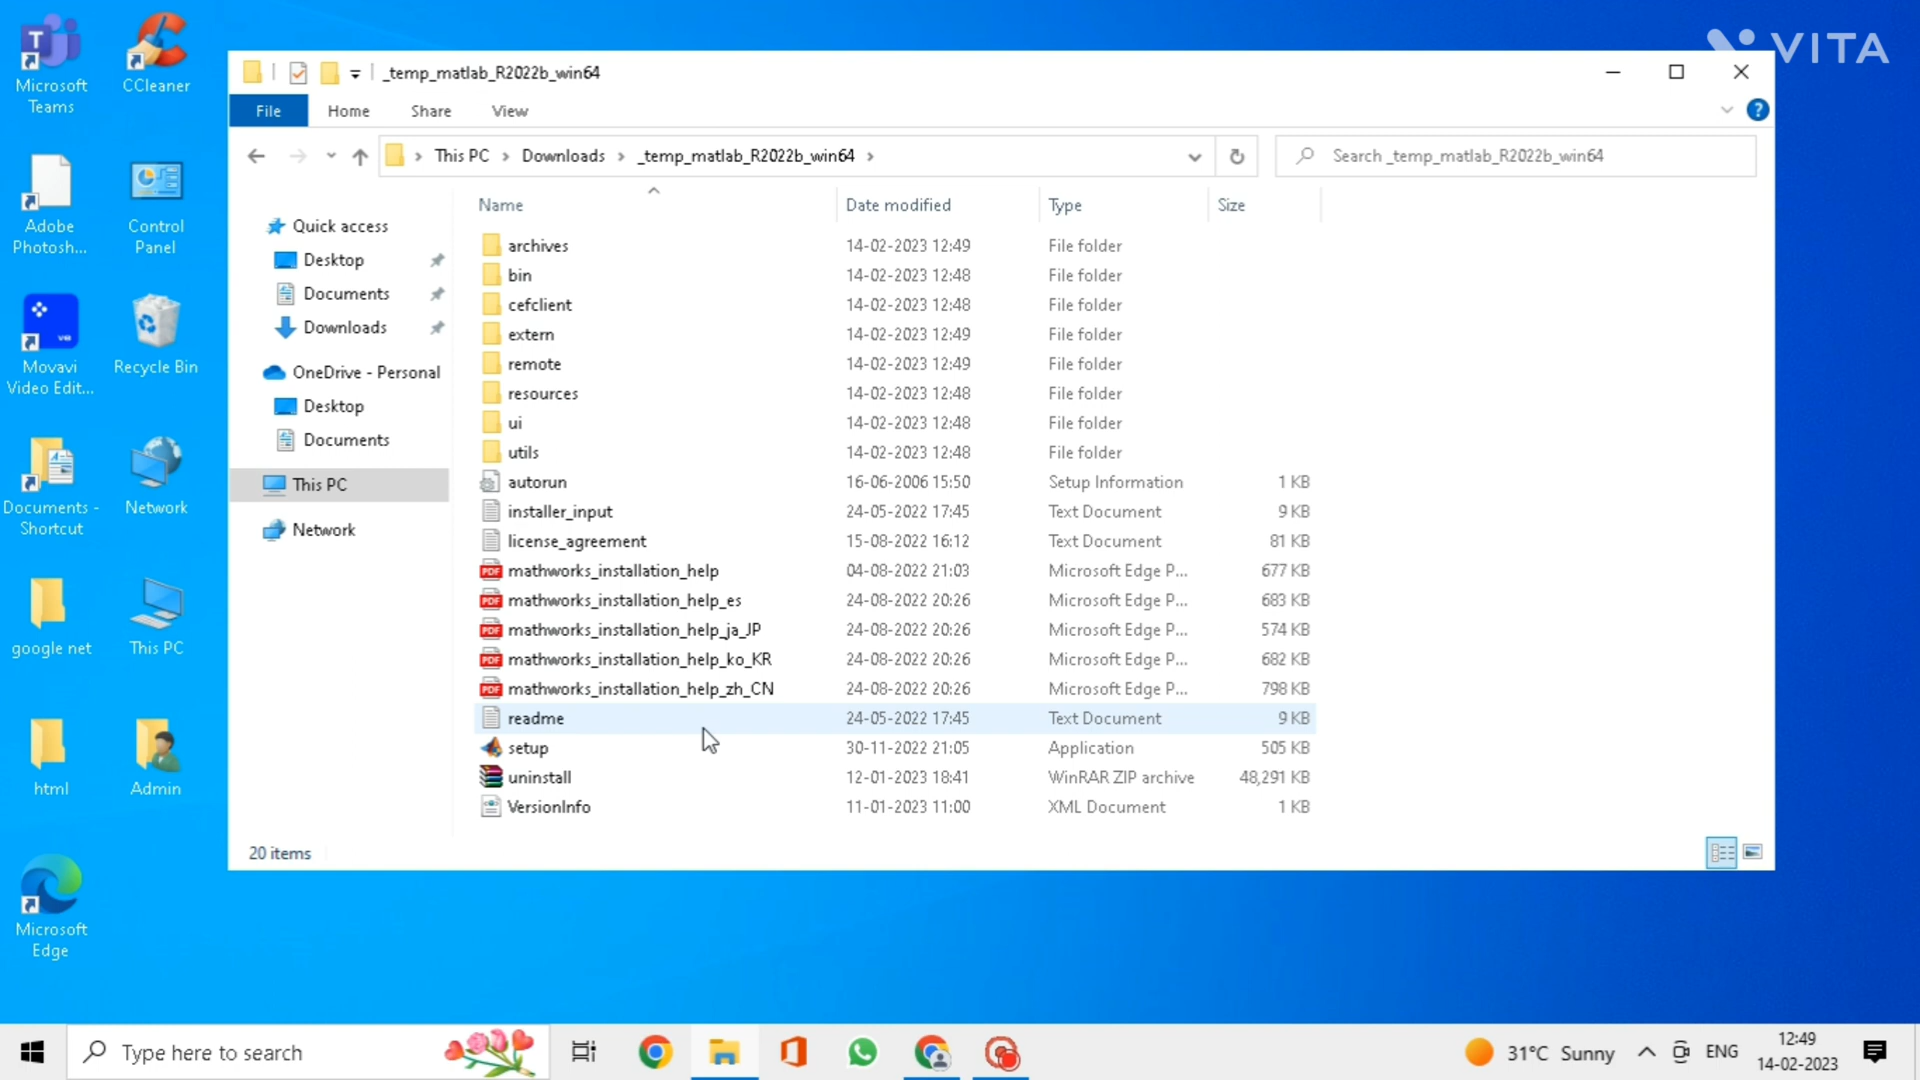 Microsoft
Teams
CCleaner
Adobe
Photosh...
Control
Panel
Movavi
Video Edit...
Recycle Bin
Documents -
Shortcut
Network
google net
This PC
html
Admin
Microsoft
Edge
VITA
_temp_matlab_R2022b_win64
File Home Share View
This PC Downloads _temp_matlab_R2022b_win64
Search _temp_matlab_R2022b_win64
Quick access
Desktop
Documents
Downloads
OneDrive - Personal
Desktop
Documents
This PC
Network
Name Date modified Type Size
archives 14-02-2023 12:49 File folder
bin 14-02-2023 12:48 File folder
cefclient 14-02-2023 12:48 File folder
extern 14-02-2023 12:49 File folder
remote 14-02-2023 12:49 File folder
resources 14-02-2023 12:48 File folder
ui 14-02-2023 12:48 File folder
utils 14-02-2023 12:48 File folder
autorun 16-06-2006 15:50 Setup Information 1 KB
installer_input 24-05-2022 17:45 Text Document 9 KB
license_agreement 15-08-2022 16:12 Text Document 81 KB
mathworks_installation_help 04-08-2022 21:03 Microsoft Edge P... 677 KB
mathworks_installation_help_es 24-08-2022 20:26 Microsoft Edge P... 683 KB
mathworks_installation_help_ja_JP 24-08-2022 20:26 Microsoft Edge P... 574 KB
mathworks_installation_help_ko_KR 24-08-2022 20:26 Microsoft Edge P... 682 KB
mathworks_installation_help_zh_CN 24-08-2022 20:26 Microsoft Edge P... 798 KB
readme 24-05-2022 17:45 Text Document 9 KB
setup 30-11-2022 21:05 Application 505 KB
uninstall 12-01-2023 18:41 WinRAR ZIP archive 48,291 KB
VersionInfo 11-01-2023 11:00 XML Document 1 KB
20 items
Type here to search
31°C Sunny
ENG
12:49
14-02-2023